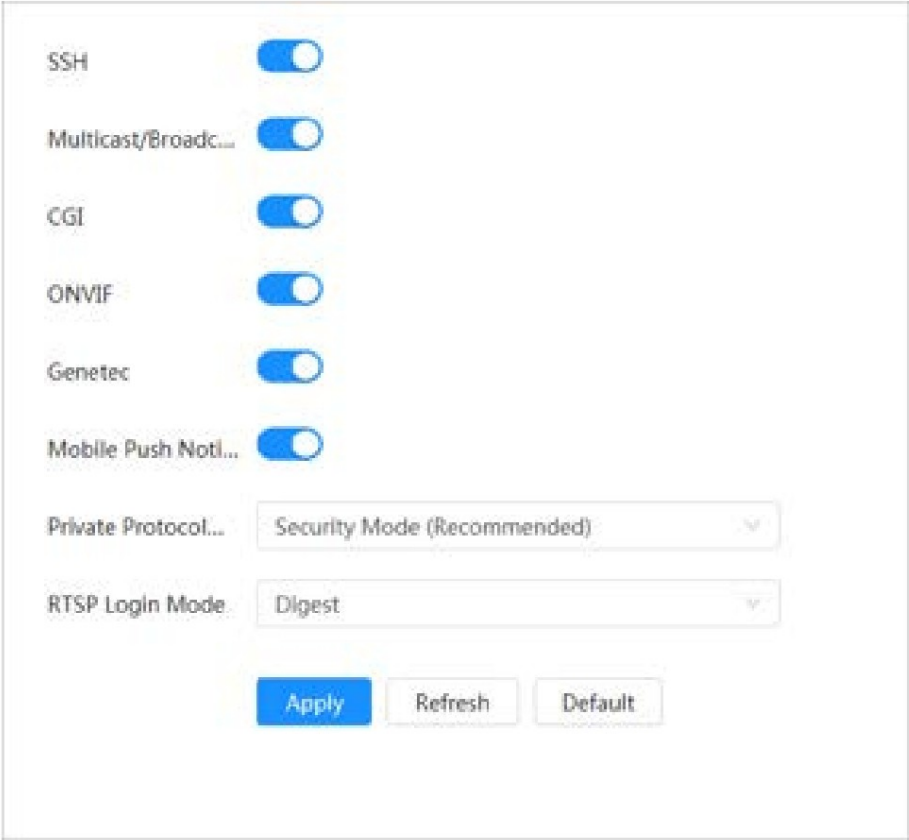 SSH
Multicast/Broadc...
CGI
ONVIF
Genetec
Mobile Push Noti...
Private Protocol... Security Mode (Recommended)
RTSP Login Mode Digest
Apply Refresh Default